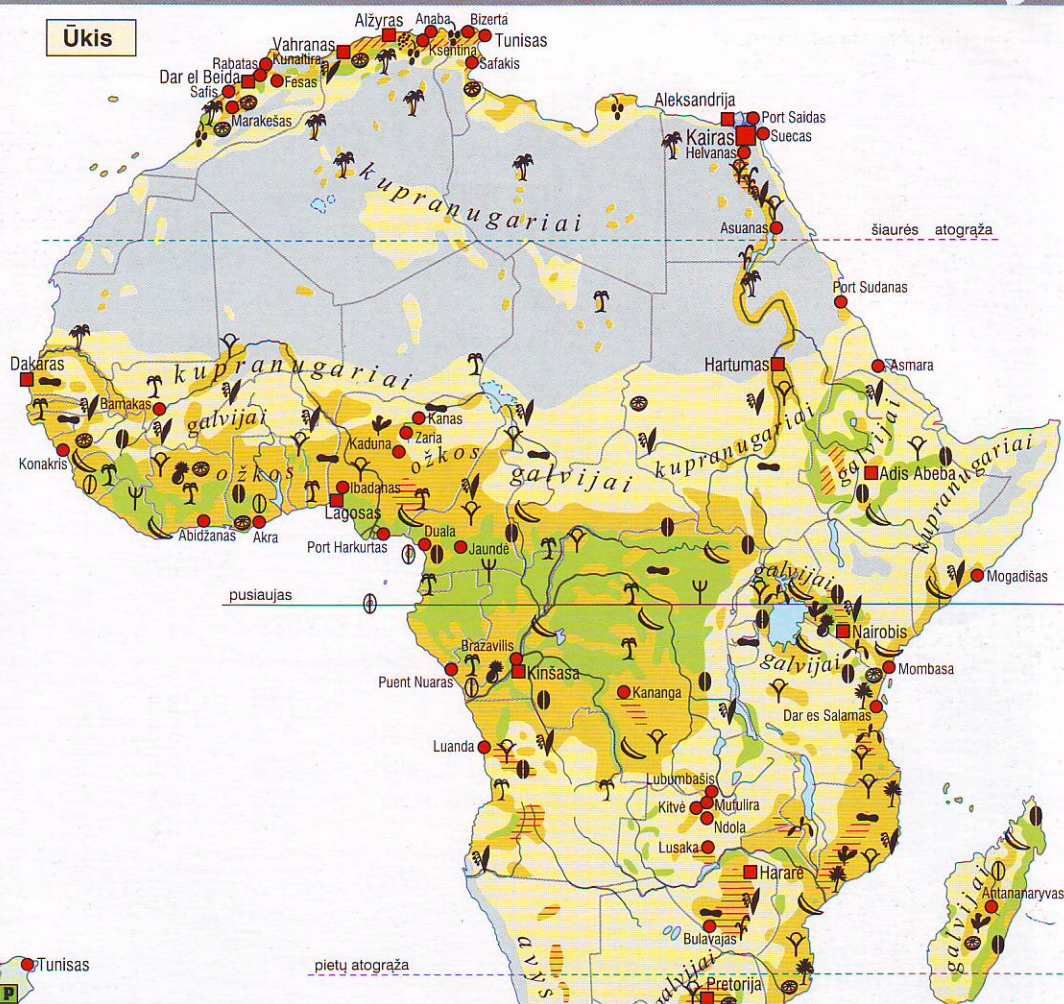 Ūkis
Alžyras
Anaba
Bizerta
Tunisas
Vahranas
Ksentina
Safakis
Rabatas
Kunaltira
Dar el Beida
Fesas
Safis
Marakešas
Aleksandrija
Port Saidas
Kairas
Suecas
Helvanas
kupranugariai
Asuanas
šiaurės atogrąža
Port Sudanas
Dakaras
kupranugariai
Hartumas
Asmara
Bamakas
galvijai
Kanas
Zaria
Kaduna
Konakris
ožkos
ožkos
galvijai
kupranugariai
galvijai
Adis Abeba
kupranugariai
Ibadanas
Lagosas
Abidžanas
Akra
Port Harkurtas
Duala
Jaundė
galvijai
Mogadišas
pusiaujas
Nairobis
Brazavilis
galvijai
Puent Nuaras
Kinšasa
Mombasa
Kananga
Dar es Salamas
Luanda
Lubumbašis
Kitvė
Mufulira
Ndola
Lusaka
Hararė
galvijai
Antananaryvas
Bulavajas
avys
galvijai
Tunisas
pietų atogrąža
Pretorija
P